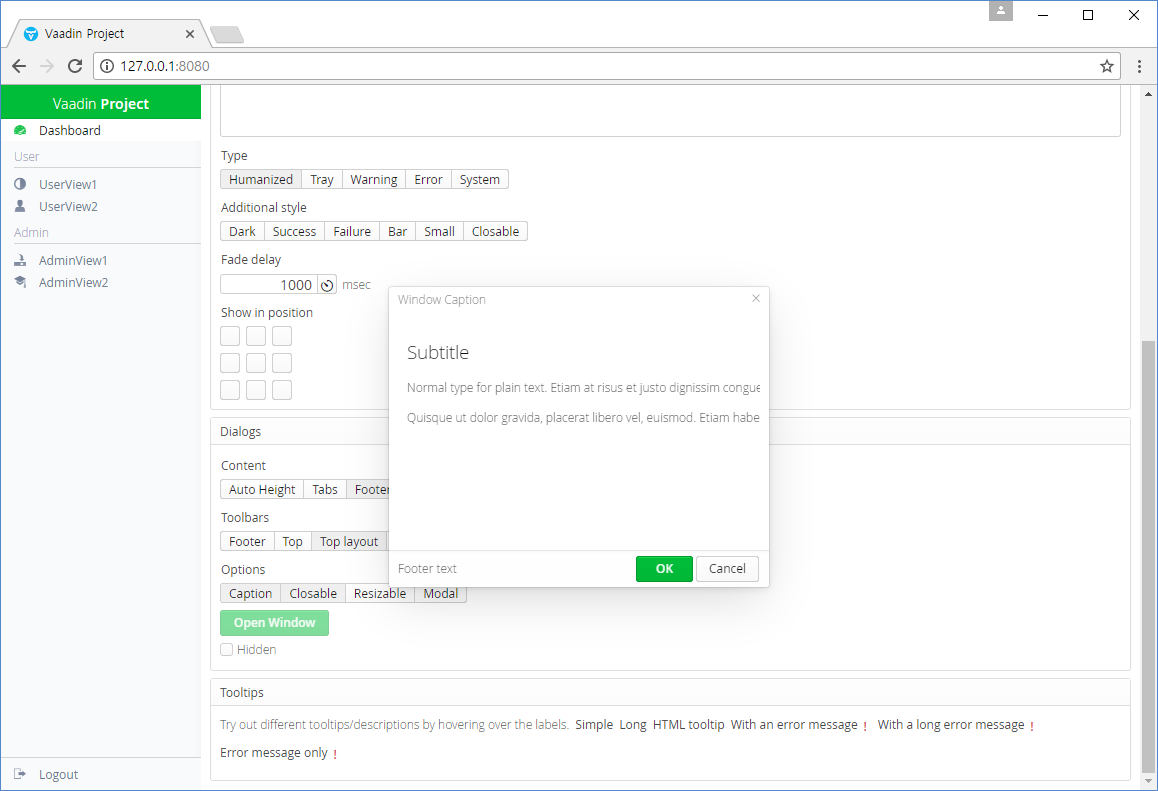 Vaadin Project
127.0.0.1:8080
Vaadin Project
Dashboard
User
UserView1
UserView2
Admin
AdminView1
AdminView2
Logout
Type
Humanized Tray Warning Error System
Additional style
Dark Success Failure Bar Small Closable
Fade delay
1000 msec
Show in position
Window Caption
Subtitle
Normal type for plain text. Etiam at risus et justo dignissim congue
Quisque ut dolor gravida, placerat libero vel, euismod. Etiam habe
Footer text OK Cancel
Dialogs
Content
Auto Height Tabs Footer
Toolbars
Footer Top Top layout
Options
Caption Closable Resizable Modal
Open Window
Hidden
Tooltips
Try out different tooltips/descriptions by hovering over the labels. Simple Long HTML tooltip With an error message ! With a long error message !
Error message only !